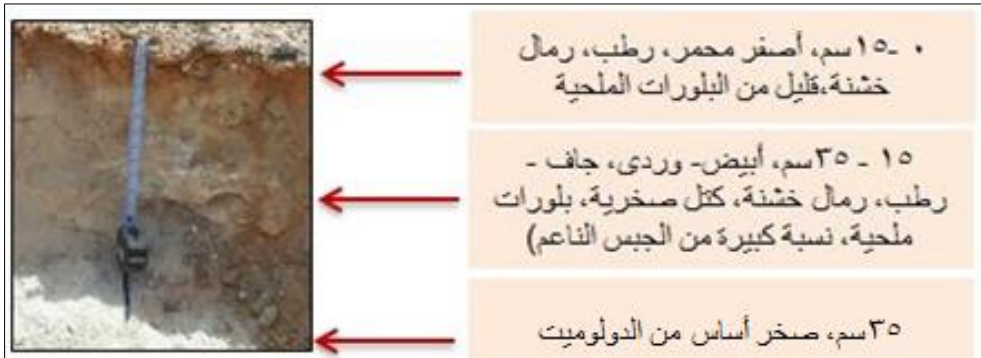 ٠ -١٥سم، أصفر محمر، رطب، رمال
خشنة،قليل من البلورات الملحية
١٥ - ٣٥سم، أبيض- وردى، جاف -
رطب، رمال خشنة، كتل صخرية، بلورات
ملحية، نسبة كبيرة من الجبس الناعم)
٣٥سم، صخر أساس من الدولوميت